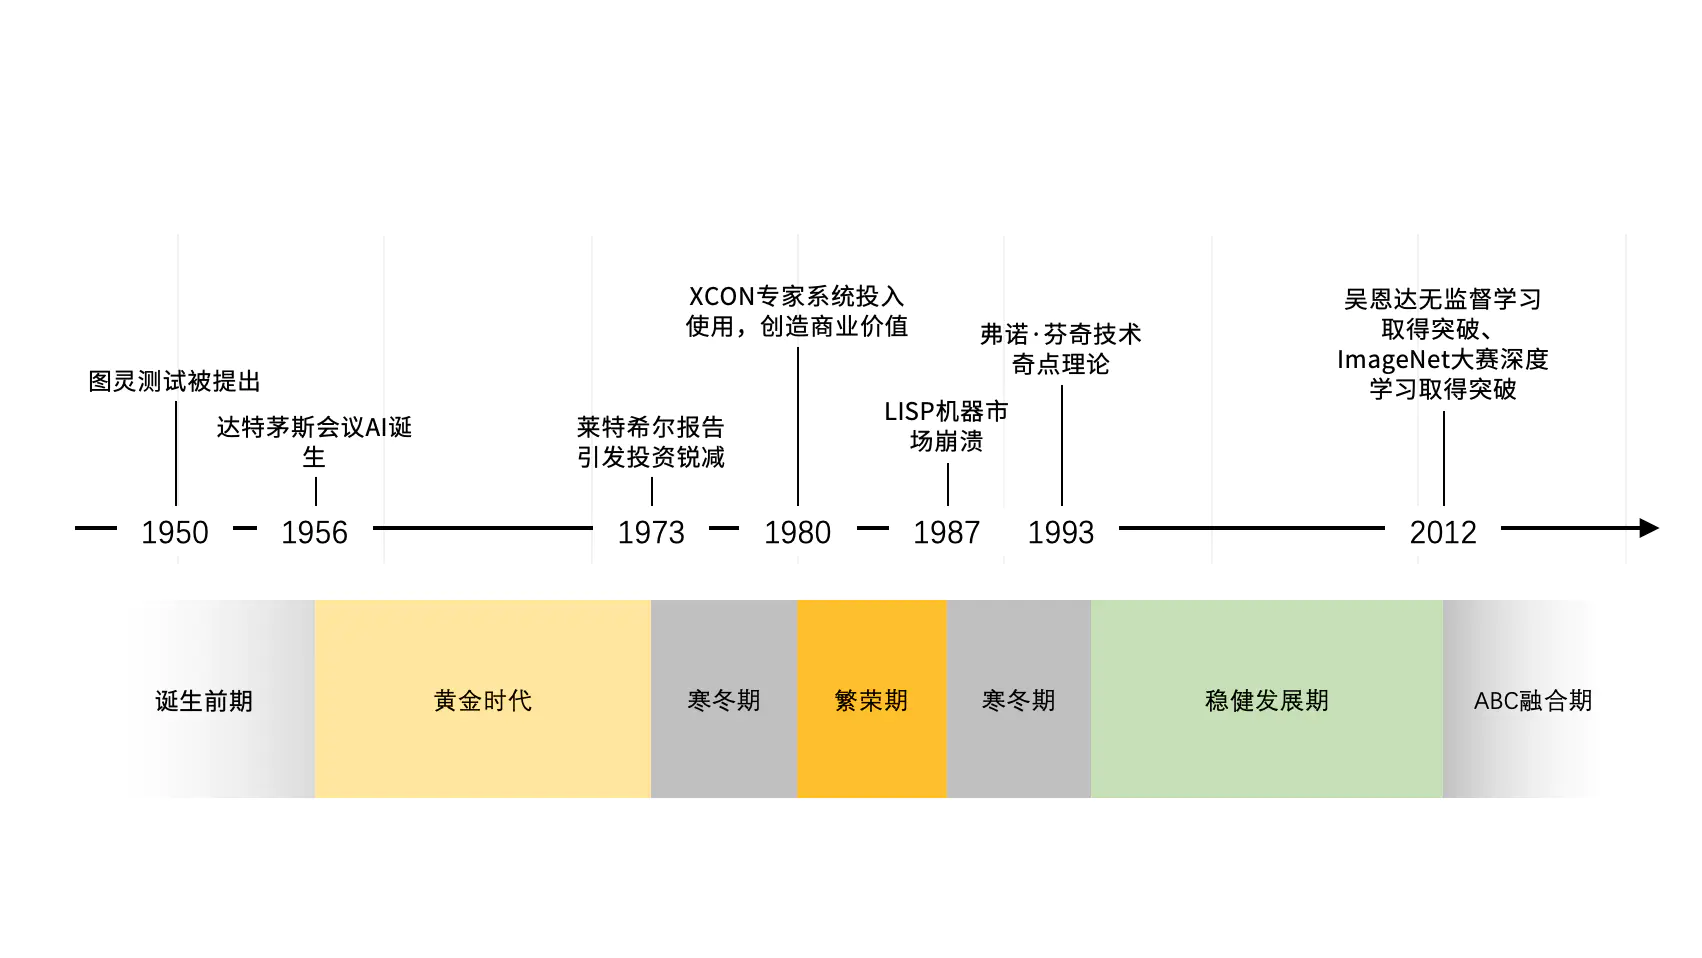 XCON专家系统投入
使用，创造商业价值
吴恩达无监督学习
取得突破、
ImageNet大赛深度
学习取得突破
弗诺·芬奇技术
奇点理论
图灵测试被提出
LISP机器市
场崩溃
达特茅斯会议AI诞
生
莱特希尔报告
引发投资锐减
1950
1956
1973
1980
1987
1993
2012
诞生前期
黄金时代
寒冬期
繁荣期
寒冬期
稳健发展期
ABC融合期